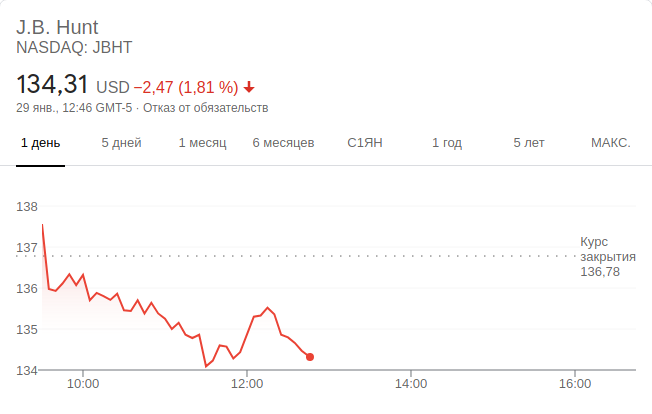 J.B. Hunt
NASDAQ: JBHT
134,31 USD −2,47 (1,81 %)
29 янв., 12:46 GMT-5 · Отказ от обязательств
1 день 5 дней 1 месяц 6 месяцев С1ЯН 1 год 5 лет МАКС.
138
137
136
135
134
Курс
закрытия
136,78
10:00 12:00 14:00 16:00